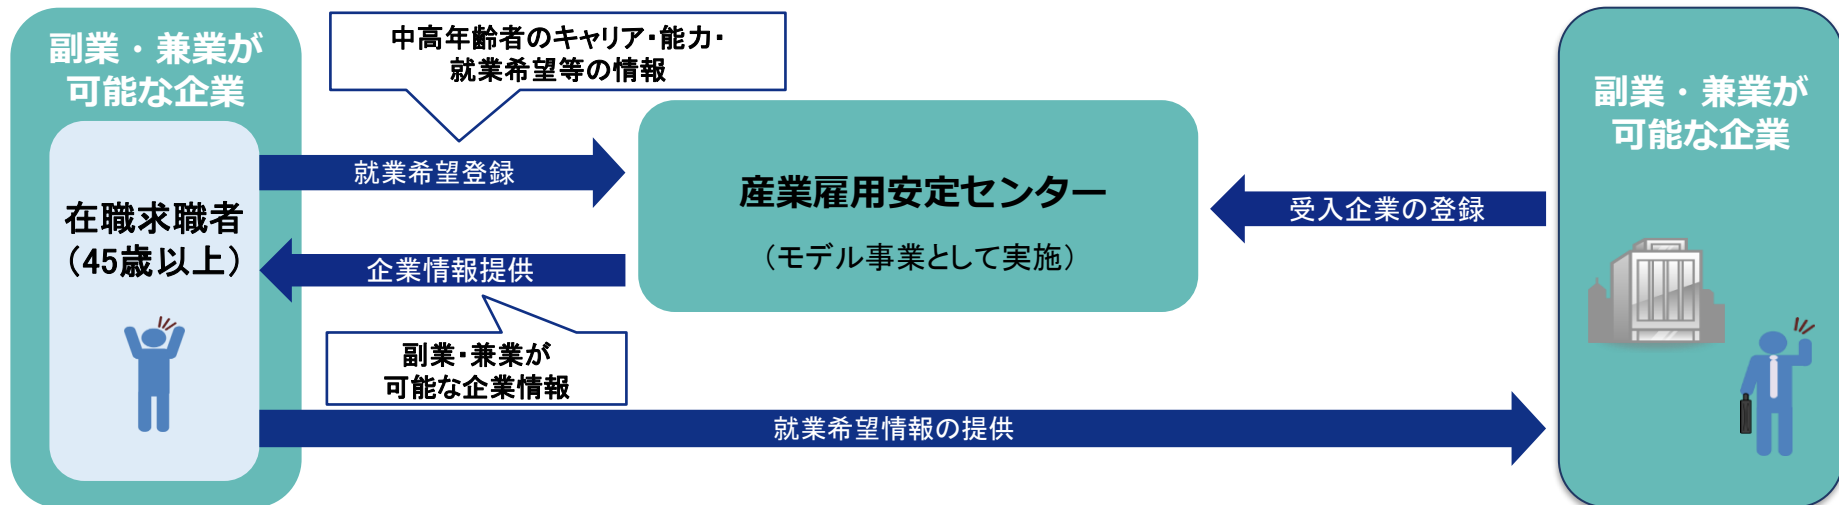 副業・兼業が
可能な企業
在職求職者
（45歳以上）
中高年齢者のキャリア・能力・
就業希望等の情報
就業希望登録
企業情報提供
副業・兼業が
可能な企業情報
就業希望情報の提供
産業雇用安定センター
（モデル事業として実施）
受入企業の登録
副業・兼業が
可能な企業